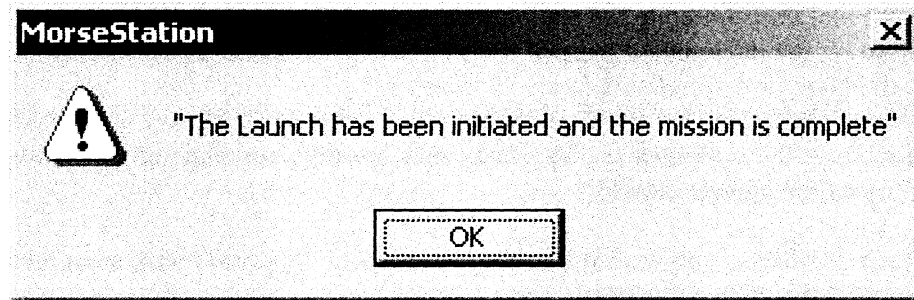 MorseStation
"The Launch has been initiated and the mission is complete"
OK